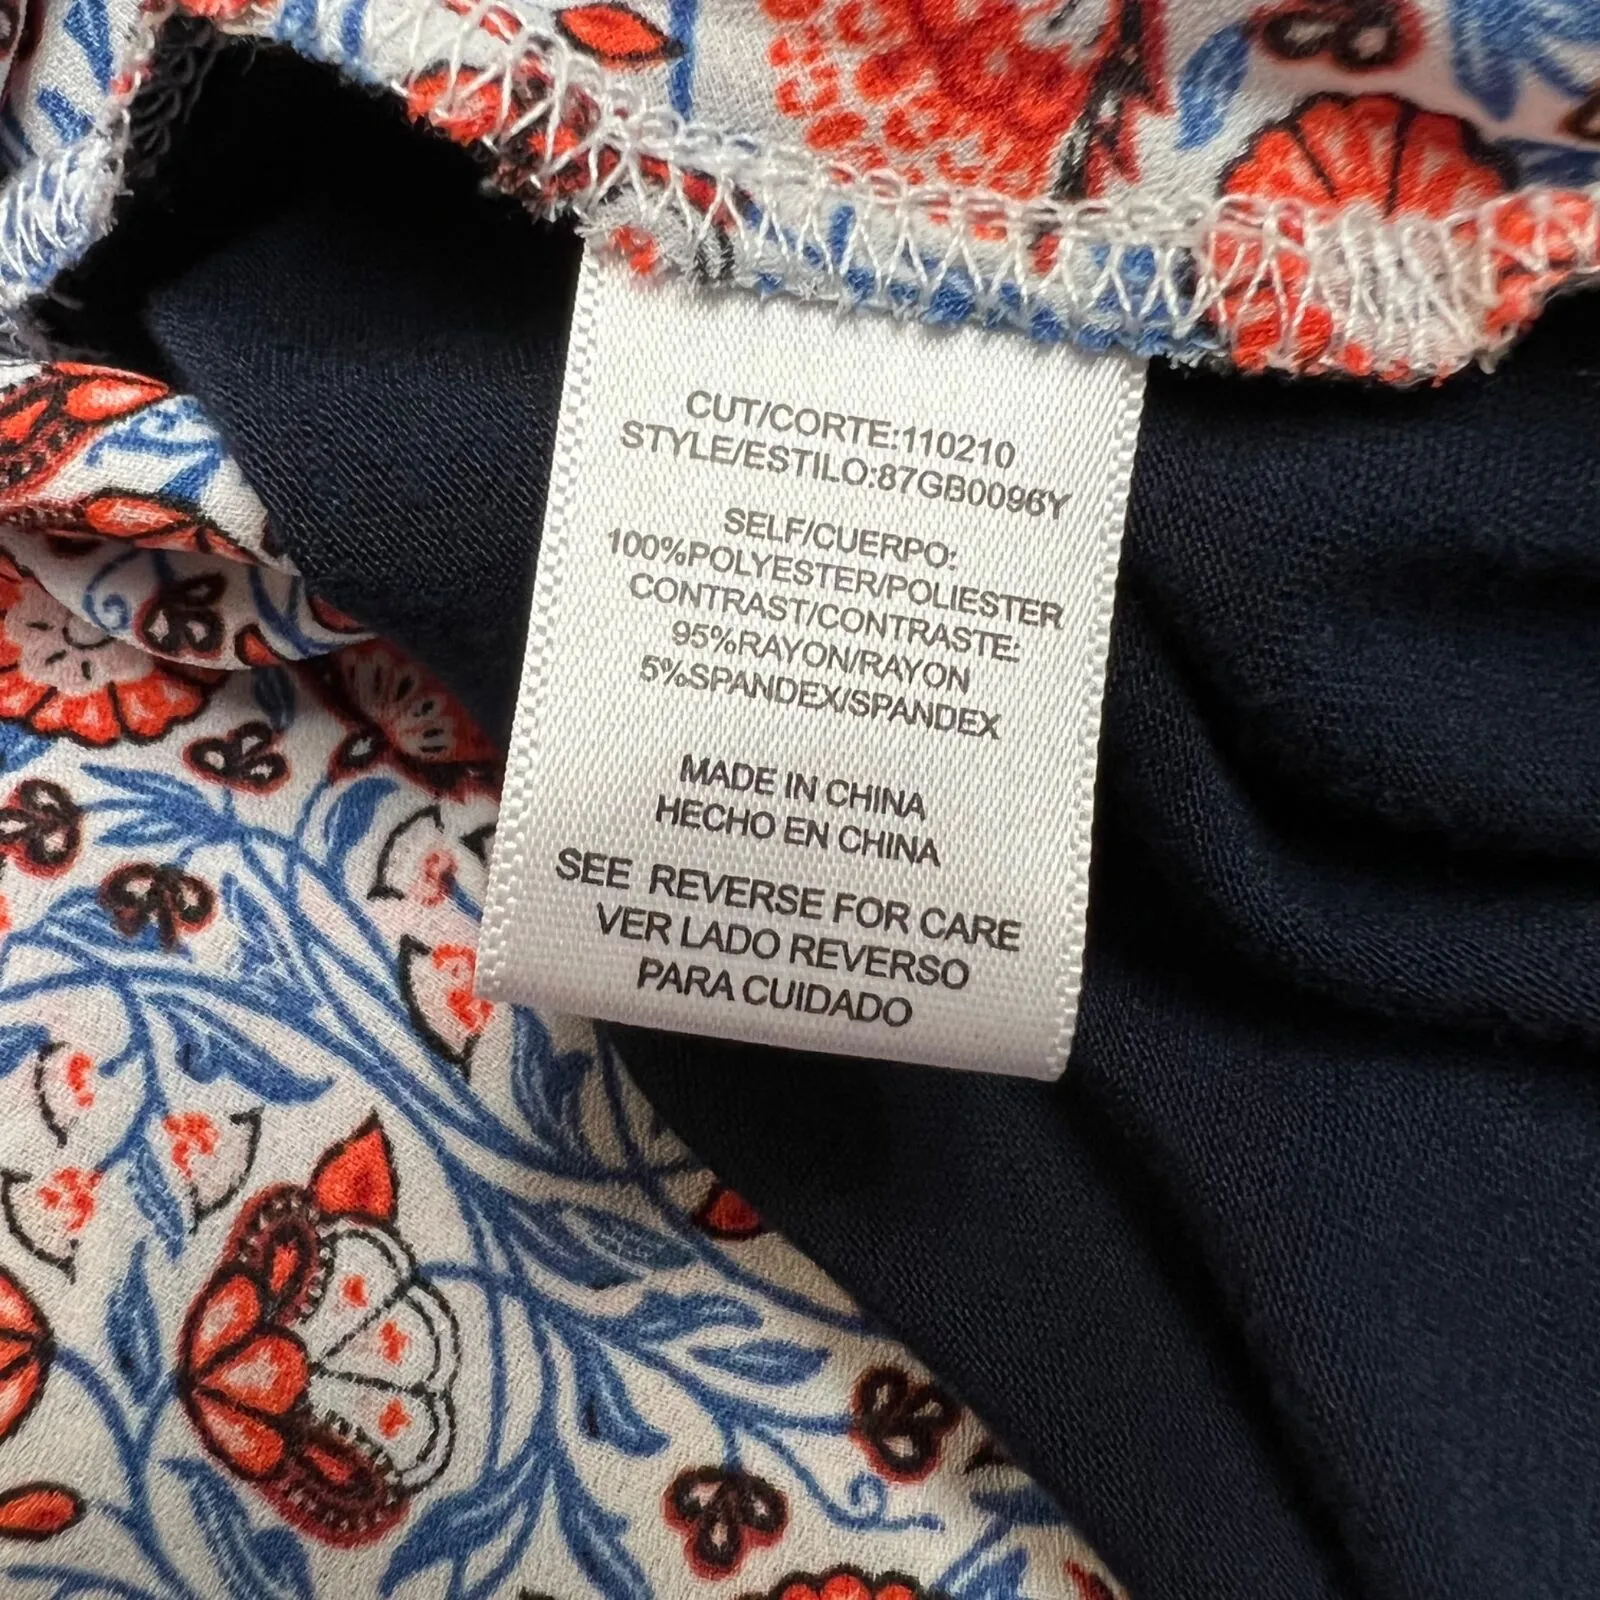 CUT/CORTE:110210
STYLE/ESTILO:87GB0096Y
SELF/CUERPO:
100%POLYESTER/POLIESTER
CONTRAST/CONTRASTE:
95%RAYON/RAYON
5%SPANDEX/SPANDEX
MADE IN CHINA
HECHO EN CHINA
SEE REVERSE FOR CARE
VER LADO REVERSO
PARA CUIDADO